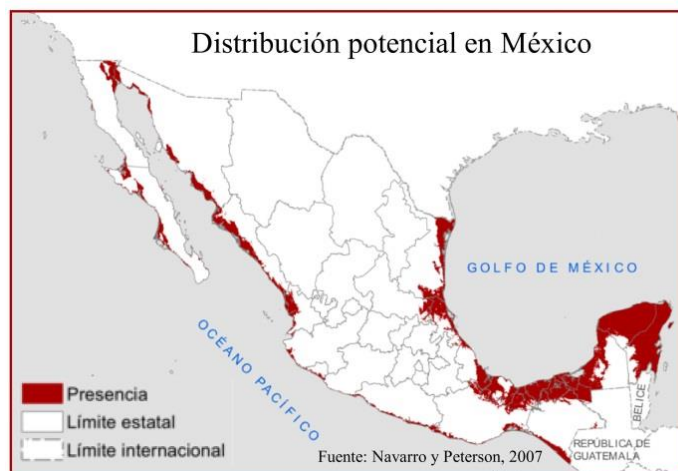 Distribución potencial en México
GOLFO DE MÉXICO
OCÉANO PACÍFICO
BELICE
REPÚBLICA DE
GUATEMALA
Presencia
Límite estatal
Límite internacional
Fuente: Navarro y Peterson, 2007